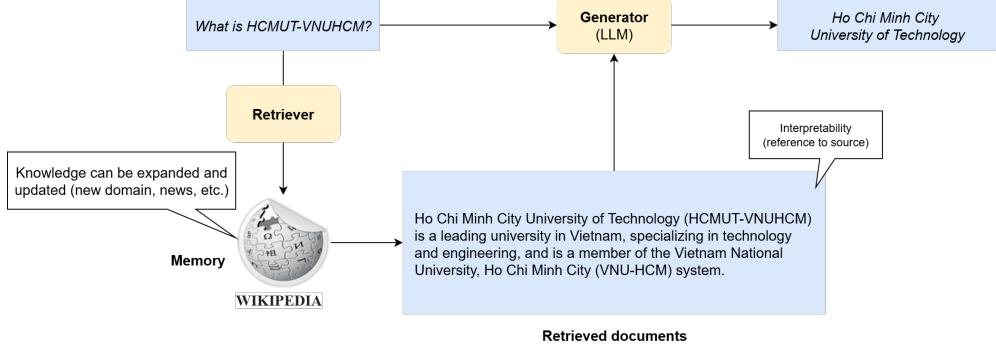 What is HCMUT-VNUHCM?
Generator
(LLM)
Ho Chi Minh City
University of Technology
Retriever
Interpretability
(reference to source)
Knowledge can be expanded and
updated (new domain, news, etc.)
Ho Chi Minh City University of Technology (HCMUT-VNUHCM)
is a leading university in Vietnam, specializing in technology
and engineering, and is a member of the Vietnam National
University, Ho Chi Minh City (VNU-HCM) system.
Memory
WIKIPEDIA
Retrieved documents